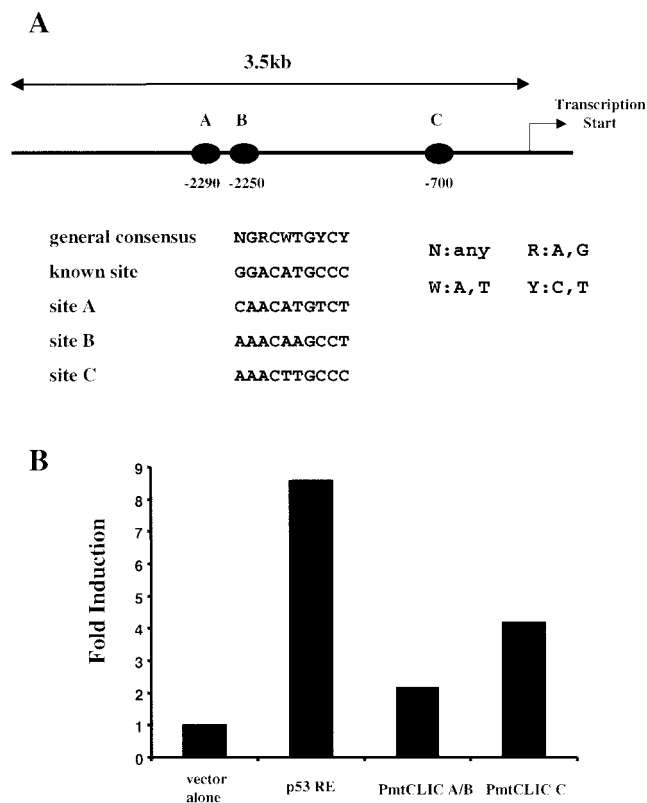 A
3.5kb
Transcription
Start
A B C
-2290 -2250 -700
general consensus NGRCWTGYCY
known site GGACATGCCC
site A CAACATGTCT
site B AAACAAGCCT
site C AAACTTGCCC
N:any R:A,G
W:A,T Y:C,T
B
Fold Induction
9
8
7
6
5
4
3
2
1
0
vector
alone
p53 RE
PmtCLIC A/B
PmtCLIC C